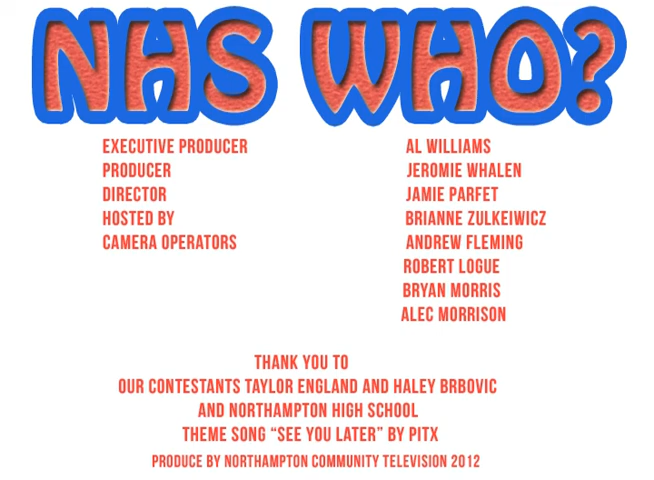 NHS WHO?
EXECUTIVE PRODUCER AL WILLIAMS
PRODUCER JEROMIE WHALEN
DIRECTOR JAMIE PARFET
HOSTED BY BRIANNE ZULKEIWICZ
CAMERA OPERATORS ANDREW FLEMING
ROBERT LOGUE
BRYAN MORRIS
ALEC MORRISON
THANK YOU TO
OUR CONTESTANTS TAYLOR ENGLAND AND HALEY BRBOVIC
AND NORTHAMPTON HIGH SCHOOL
THEME SONG “SEE YOU LATER” BY PITX
PRODUCE BY NORTHAMPTON COMMUNITY TELEVISION 2012